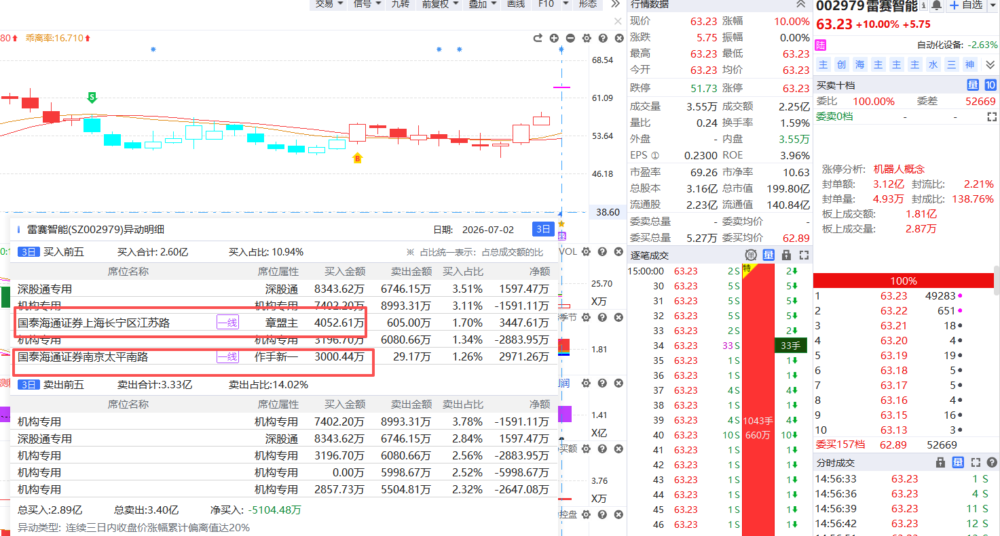 交易 信号 九转 前复权 叠加 画线 F10 形态
80 乖离率:16.710
S
B
68.54
61.09
53.64
46.18
38.60
VOL
25.70
X万
季节
1.81
润
1.41
X亿
买额
3.76
X万
控盘
雷赛智能(SZ002979)异动明细 日期: 2026-07-02 3日
3日 买入前五 买入合计: 2.60亿 买入占比: 10.94% ※ 占比统一表示: 占总成交额的比
席位名称 席位属性 买入金额 卖出金额 买入占比 净额
深股通专用 深股通 8343.62万 6746.15万 3.51% 1597.47万
机构专用 机构专用 7402.20万 8993.31万 3.11% -1591.11万
国泰海通证券上海长宁区江苏路 一线 章盟主 4052.61万 605.00万 1.70% 3447.61万
机构专用 机构专用 3196.70万 6080.66万 1.34% -2883.95万
国泰海通证券南京太平南路 一线 作手新一 3000.44万 29.17万 1.26% 2971.26万
3日 卖出前五 卖出合计:3.33亿 卖出占比:14.02%
席位名称 席位属性 买入金额 卖出金额 卖出占比 净额
机构专用 机构专用 7402.20万 8993.31万 3.78% -1591.11万
深股通专用 深股通 8343.62万 6746.15万 2.84% 1597.47万
机构专用 机构专用 3196.70万 6080.66万 2.56% -2883.95万
机构专用 机构专用 0.00万 5998.67万 2.52% -5998.67万
机构专用 机构专用 2857.73万 5504.81万 2.32% -2647.08万
总买入:2.89亿 总卖出:3.40亿 净买入: -5104.48万
异动类型: 连续三日内收盘价涨幅累计偏离值达20%
行情数据
现价 63.23 涨幅 10.00%
涨跌 5.75 振幅 0.00%
最高 63.23 最低 63.23
今开 63.23 均价 63.23
跌停 51.73 涨停 63.23
成交量 3.55万 成交额 2.25亿
量比 0.24 换手率 1.59%
外盘 - 内盘 3.55万
EPS ① 0.2300 ROE 3.96%
市盈率 69.26 市净率 10.63
总股本 3.16亿 总市值 199.80亿
流通股 2.23亿 流通值 140.84亿
委卖总量 - 委卖均价 -
委买总量 5.27万 委买均价 62.89
逐笔成交 单 量
特
15:00:00 63.23 2 S 2
30 63.23 5 S 5
31 63.23 5 S 5
32 63.23 5 S 5
33 63.23 2 S 2
34 63.23 33 S 33手
35 63.23 1 S 1
36 63.23 1 S 1
37 63.23 4 S 4
38 63.23 1 S 1
39 63.23 4 S 1043手 4
40 63.23 10 S 660万 10
41 63.23 1 S 1
42 63.23 1 S 1
43 63.23 1 S 1
44 63.23 1 S 1
45 63.23 1 S 1
46 63.23 1 S 1
002979 雷赛智能 自选
63.23 +10.00% +5.75
陆 自动化设备: -2.63%
主 创 海 主 主 主 水 三 神
买卖十档 量 10
委比 100.00% 委差 52669
委卖0档 - -
涨停分析: 机器人概念
封单额: 3.12亿 封流比: 2.21%
封单量: 4.93万 封成比: 138.76%
板上成交额: 1.81亿
板上成交量: 2.87万
100%
1 63.23 49283
2 63.22 651
3 63.21 18
4 63.20 4
5 63.19 19
6 63.18 5
7 63.17 5
8 63.16 4
9 63.15 16
10 63.13 3
委买157档 62.89 52669
分时成交 量
14:56:33 63.23 1 S
14:56:36 63.23 4 S
14:56:39 63.23 11 S
14:56:42 63.23 12 S